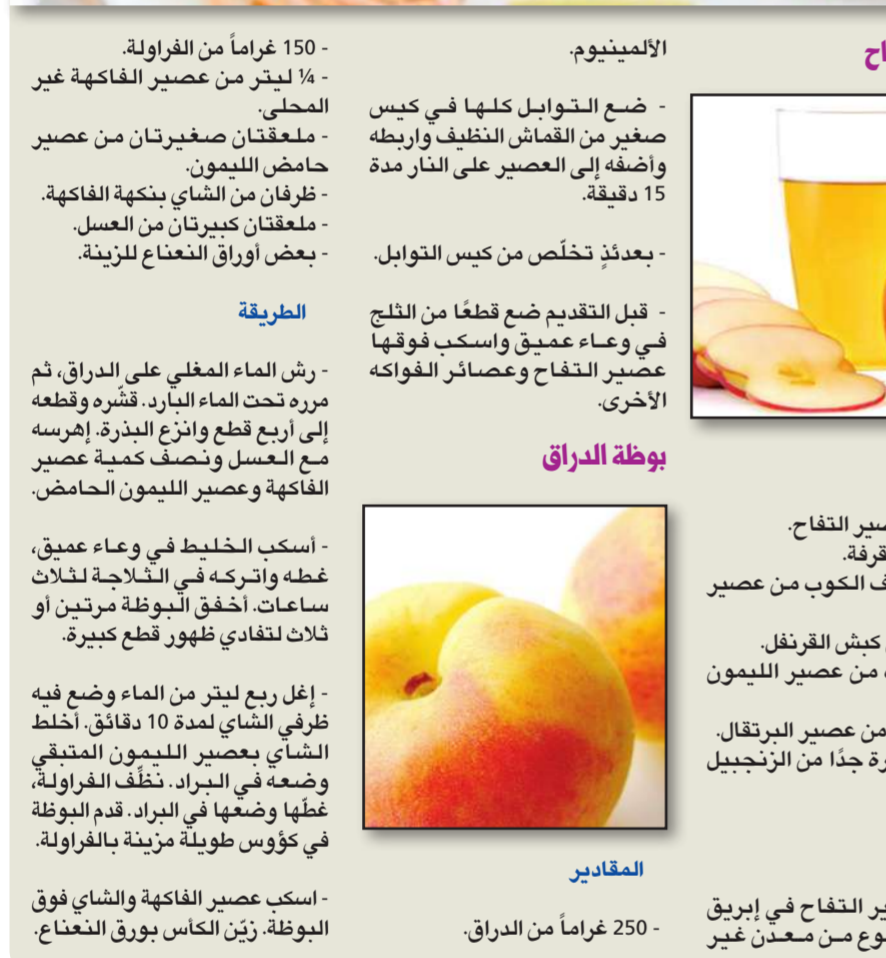 صير التفاح.
قرفة.
ف الكوب من عصير
كبش القرنفل.
من عصير الليمون
من عصير البرتقال.
رة جدًا من الزنجبيل
ير التفاح في إبريق
وع من معدن غير
الألمينيوم.
- ضع التوابل كلها في كيس
صغير من القماش النظيف واربطه
وأضفه إلى العصير على النار مدة
15 دقيقة.
- بعدئذٍ تخلّص من كيس التوابل.
- قبل التقديم ضع قطعًا من الثلج
في وعاء عميق واسكب فوقها
عصير التفاح وعصائر الفواكه
الأخرى.
بوظة الدراق
المقادير
- 250 غراماً من الدراق.
- 150 غراماً من الفراولة.
- ¼ ليتر من عصير الفاكهة غير
المحلى.
- ملعقتان صغيرتان من عصير
حامض الليمون.
- ظرفان من الشاي بنكهة الفاكهة.
- ملعقتان كبيرتان من العسل.
- بعض أوراق النعناع للزينة.
الطريقة
- رش الماء المغلي على الدراق، ثم
مرره تحت الماء البارد. قشّره وقطعه
إلى أربع قطع وانزع البذرة. إهرسه
مع العسل ونصف كمية عصير
الفاكهة وعصير الليمون الحامض.
- أسكب الخليط في وعاء عميق،
غطه واتركه في الثلاجة لثلاث
ساعات. أخفق البوظة مرتين أو
ثلاث لتفادي ظهور قطع كبيرة.
- إغل ربع ليتر من الماء وضع فيه
ظرفي الشاي لمدة 10 دقائق. أخلط
الشاي بعصير الليمون المتبقي
وضعه في البراد. نظّف الفراولة،
غطّها وضعها في البراد. قدم البوظة
في كؤوس طويلة مزينة بالفراولة.
- اسكب عصير الفاكهة والشاي فوق
البوظة. زيّن الكأس بورق النعناع.